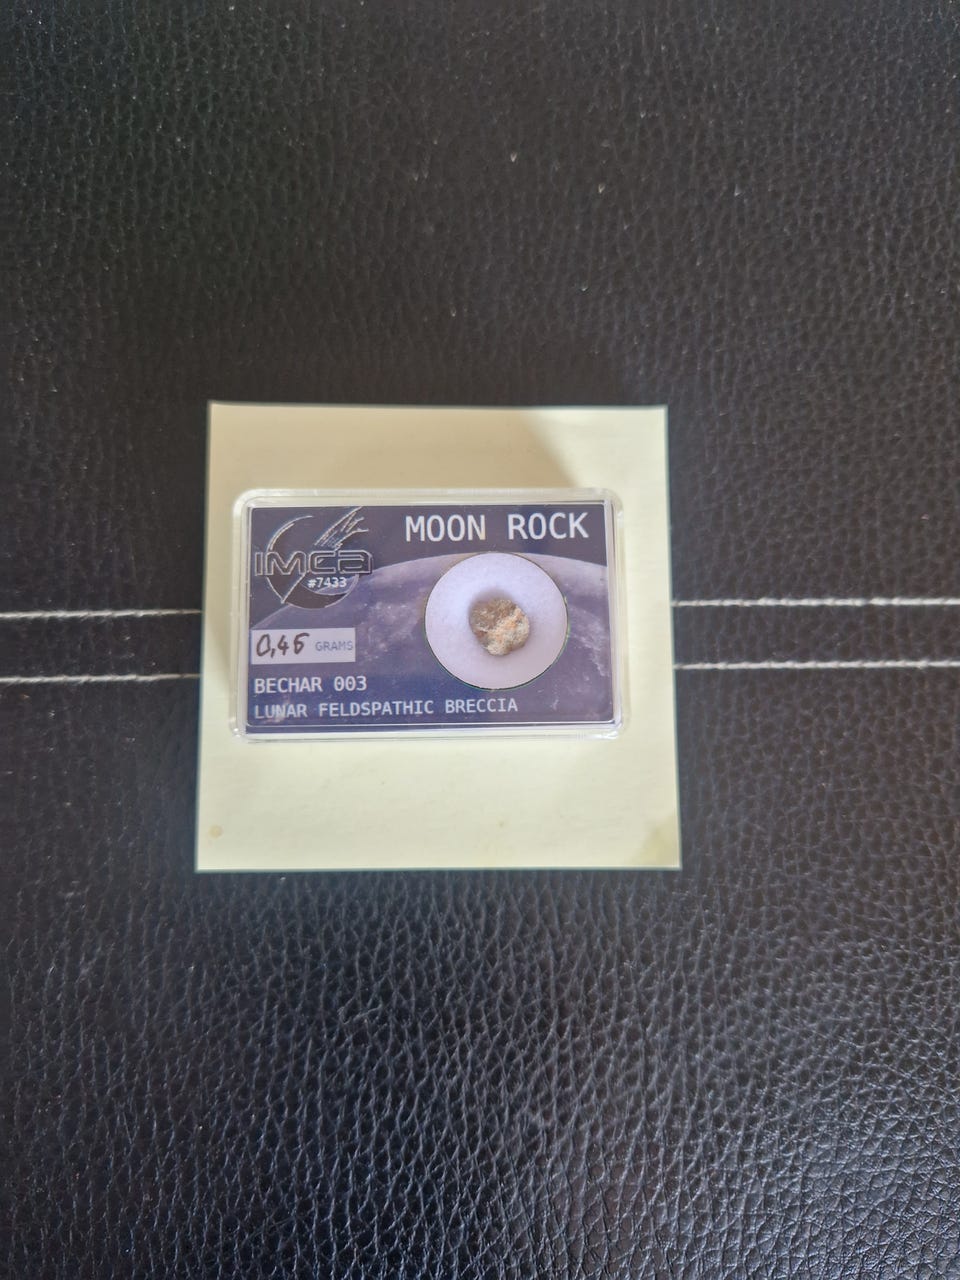 MOON ROCK
IMCA
#7433
0,45 GRAMS
BECHAR 003
LUNAR FELDSPATHIC BRECCIA